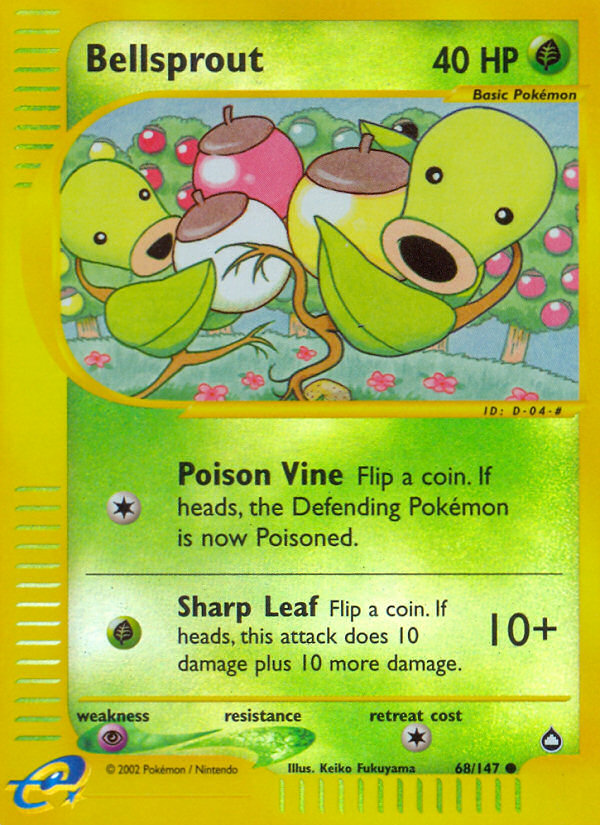 Bellsprout 40 HP
Basic Pokémon
ID: D-04-#
Poison Vine Flip a coin. If
heads, the Defending Pokémon
is now Poisoned.
Sharp Leaf Flip a coin. If
heads, this attack does 10
damage plus 10 more damage.
10+
weakness resistance retreat cost
© 2002 Pokémon / Nintendo Illus. Keiko Fukuyama 68/147
e